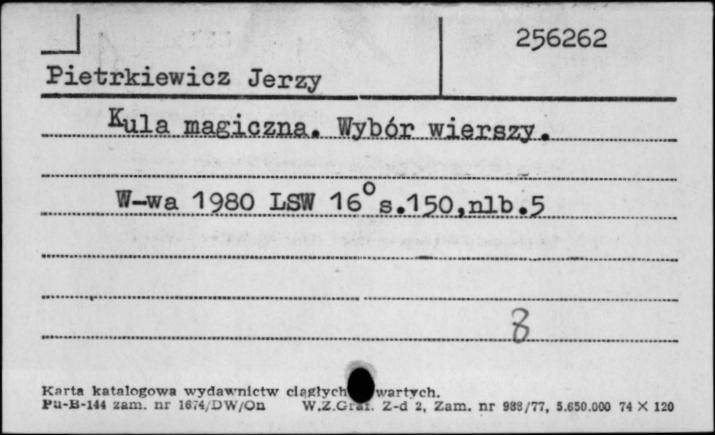 256262
Pietrkiewicz Jerzy
Kula magiczna. Wybór wierszy.
W-wa 1980 LSW 16° s.150,nlb.5
8
Karta katalogowa wydawnictw ciągłych wartych.
Pu-B-144 zam. nr 1674/DW/On W.Z.Graf. Z-d 2, Zam. nr 988/77, 5.650.000 74 X 120